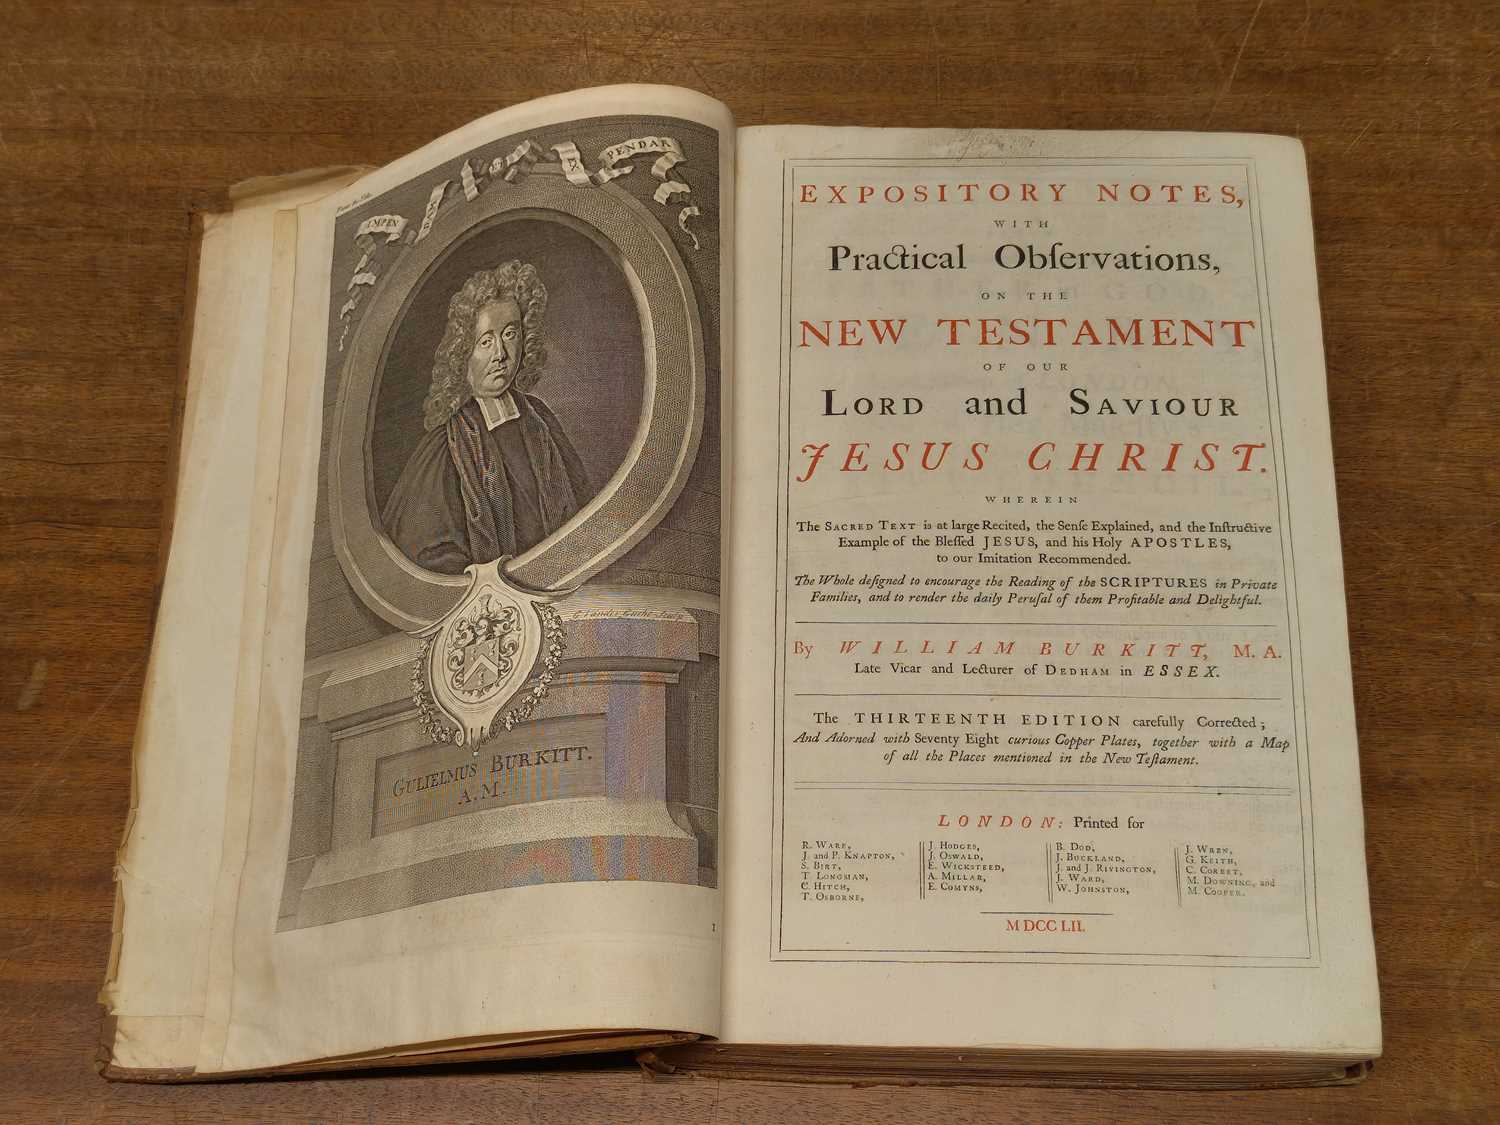 IMPEN
EX
PENDAR
GULIELMUS BURKITT.
A. M.
1
EXPOSITORY NOTES,
WITH
Practical Obſervations,
ON THE
NEW TESTAMENT
OF OUR
LORD and SAVIOUR
JESUS CHRIST.
WHEREIN
The SACRED TEXT is at large Recited, the Senſe Explained, and the Inſtructive
Example of the Bleſſed JESUS, and his Holy APOSTLES,
to our Imitation Recommended.
The Whole deſigned to encourage the Reading of the SCRIPTURES in Private
Families, and to render the daily Peruſal of them Profitable and Delightful.
By WILLIAM BURKITT, M. A.
Late Vicar and Lecturer of DEDHAM in ESSEX.
The THIRTEENTH EDITION carefully Corrected;
And Adorned with Seventy Eight curious Copper Plates, together with a Map
of all the Places mentioned in the New Teſtament.
LONDON: Printed for
R. WARE,
J. and P. KNAPTON,
S. BIRT,
T. LONGMAN,
C. HITCH,
T. OSBORNE,
J. HODGES,
J. OSWALD,
E. WICKSTEED,
A. MILLAR,
E. COMYNS,
B. DOD,
J. BUCKLAND,
J. and J. RIVINGTON,
J. WARD,
W. JOHNSTON,
J. WREN,
G. KEITH,
C. CORBET,
M. DOWNING, and
M. COOPER.
MDCC LII.